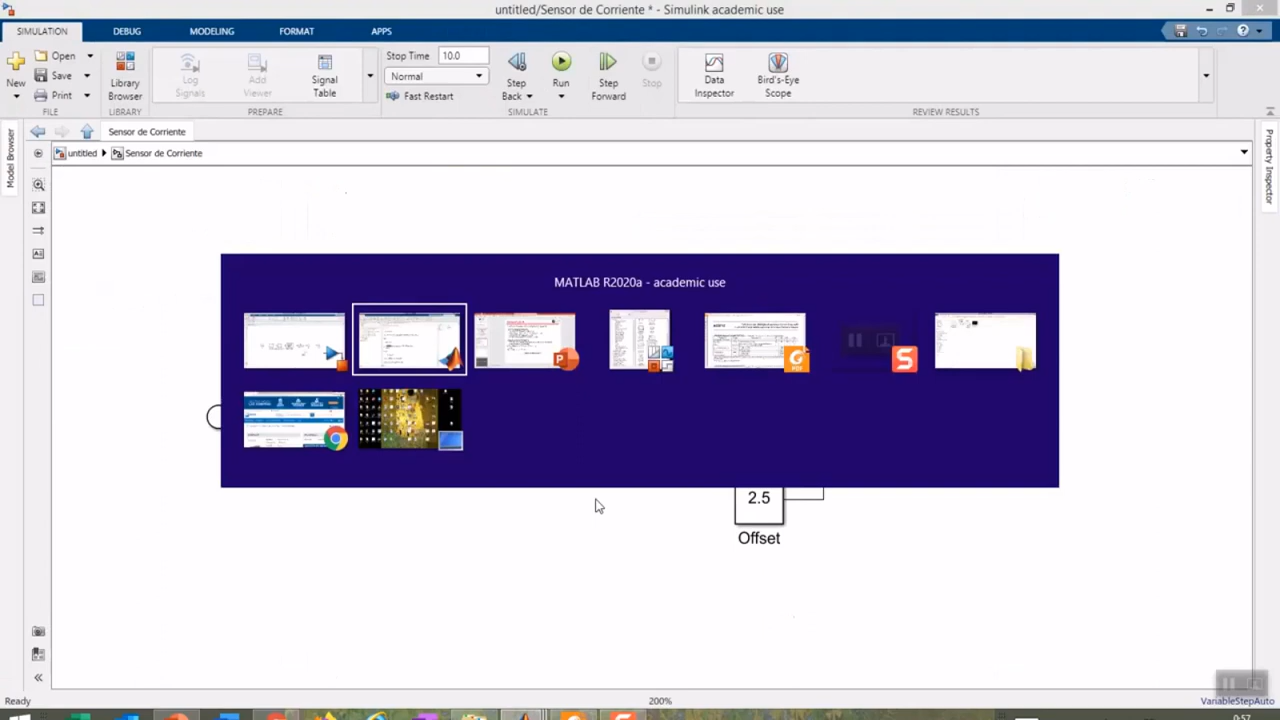 untitled/Sensor de Corriente * - Simulink academic use
SIMULATION DEBUG MODELING FORMAT APPS
New
Open
Save
Print
FILE
Library Browser
LIBRARY
Log Signals
Add Viewer
Signal Table
PREPARE
Stop Time 10.0
Normal
Fast Restart
Step Back
Run
Step Forward
Stop
SIMULATE
Data Inspector
Bird's-Eye Scope
REVIEW RESULTS
Model Browser
Sensor de Corriente
untitled Sensor de Corriente
Property Inspector
MATLAB R2020a - academic use
2.5
Offset
Ready 200% VariableStepAuto
0:57